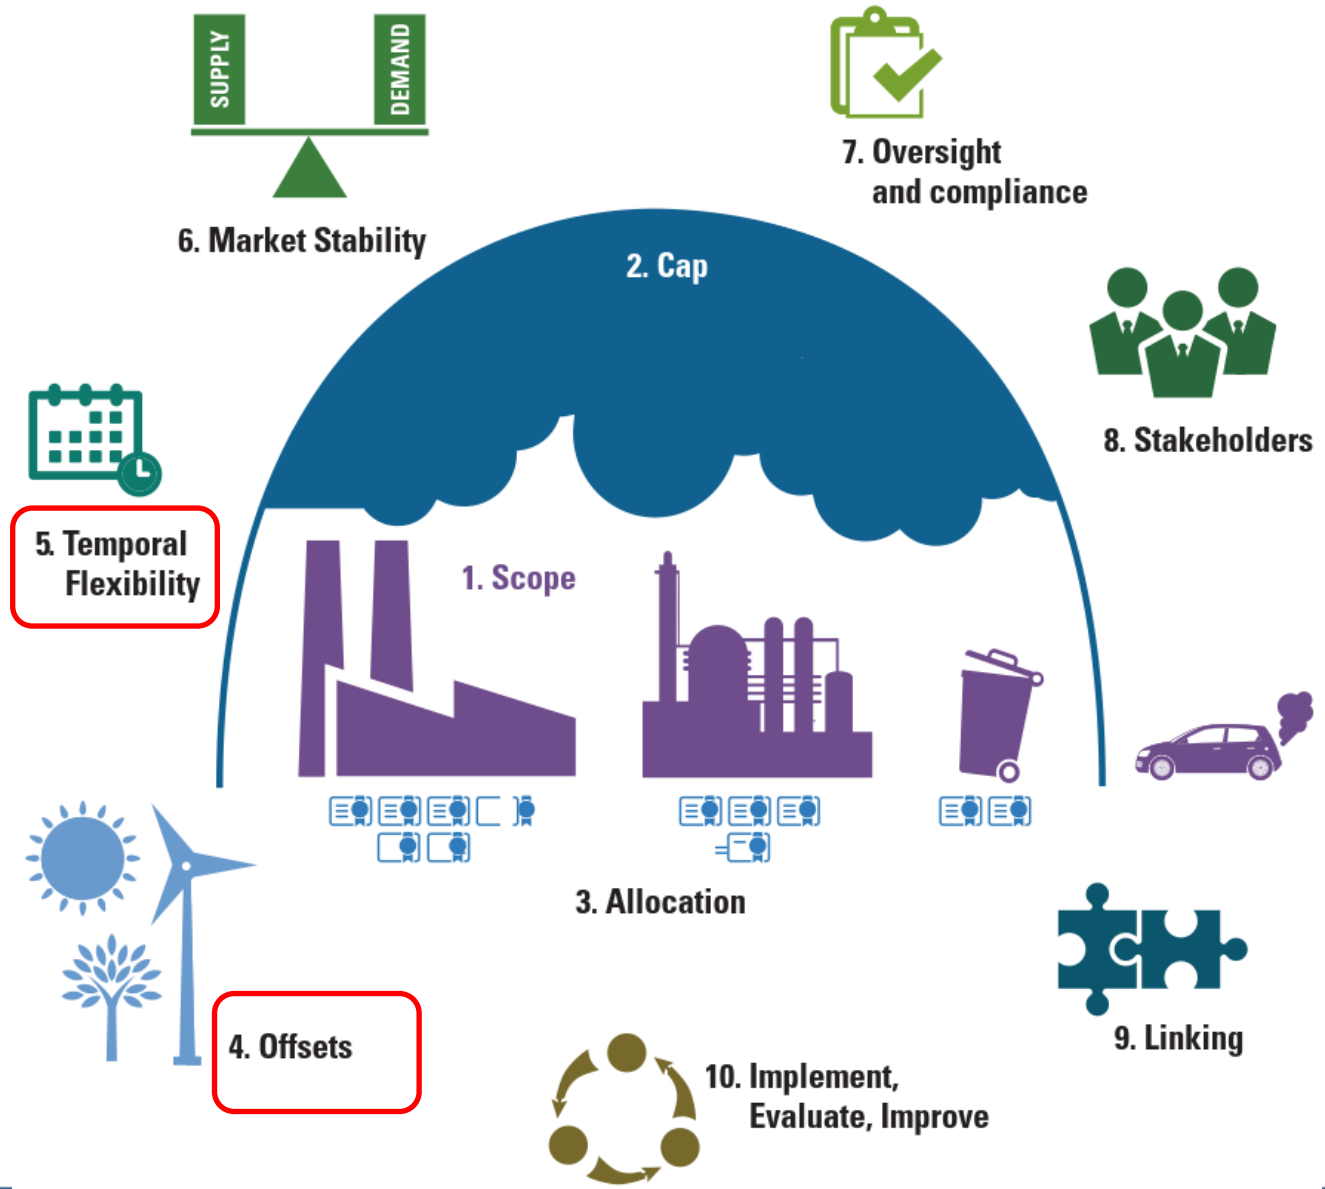 SUPPLY
DEMAND
6. Market Stability
7. Oversight
and compliance
2. Cap
8. Stakeholders
5. Temporal
Flexibility
1. Scope
3. Allocation
4. Offsets
9. Linking
10. Implement,
Evaluate, Improve